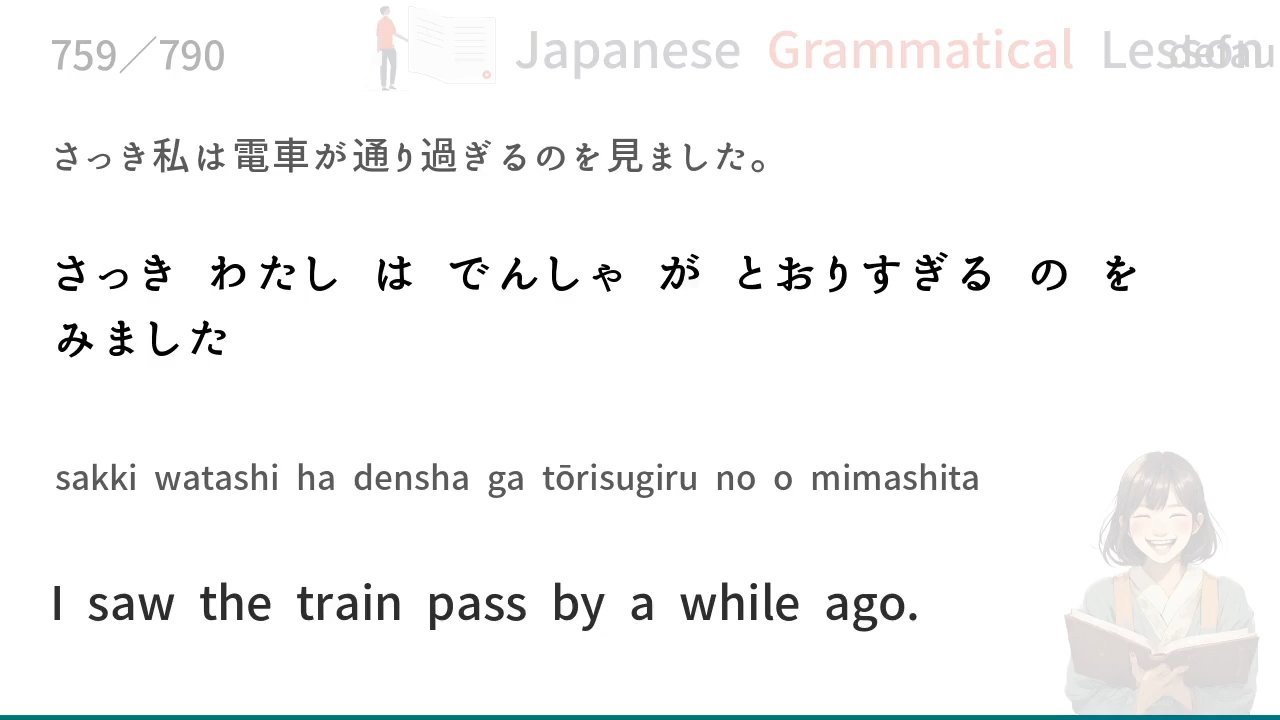 759／790
Japanese Grammatical Lesson
さっき私は電車が通り過ぎるのを見ました。
さっき わたし は でんしゃ が とおりすぎる の を
みました
sakki watashi ha densha ga tōrisugiru no o mimashita
I saw the train pass by a while ago.